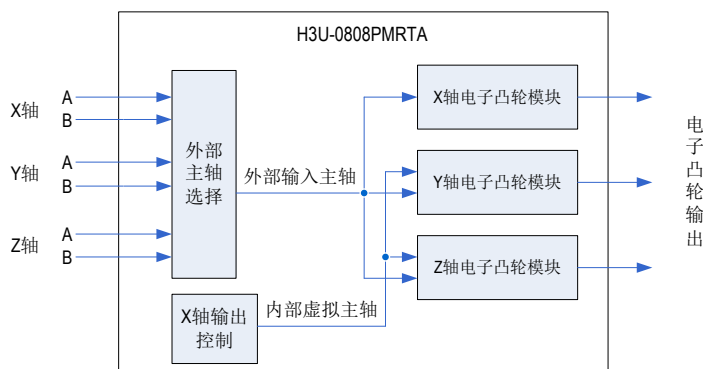 H3U-0808PMRTA
X轴
A
B
Y轴
A
B
Z轴
A
B
外部
主轴
选择
外部输入主轴
X轴输出
控制
内部虚拟主轴
X轴电子凸轮模块
Y轴电子凸轮模块
Z轴电子凸轮模块
电
子
凸
轮
输
出